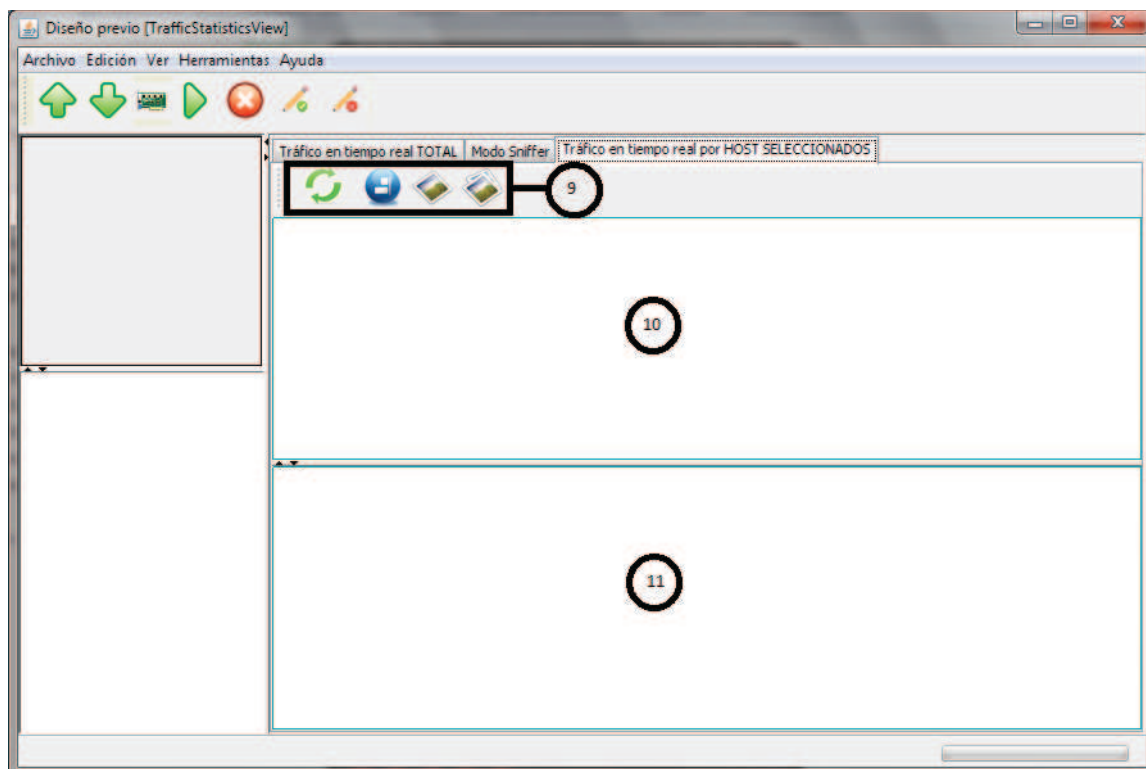 Diseño previo [TrafficStatisticsView]
Archivo Edición Ver Herramientas Ayuda
Tráfico en tiempo real TOTAL Modo Sniffer Tráfico en tiempo real por HOST SELECCIONADOS
9
10
11